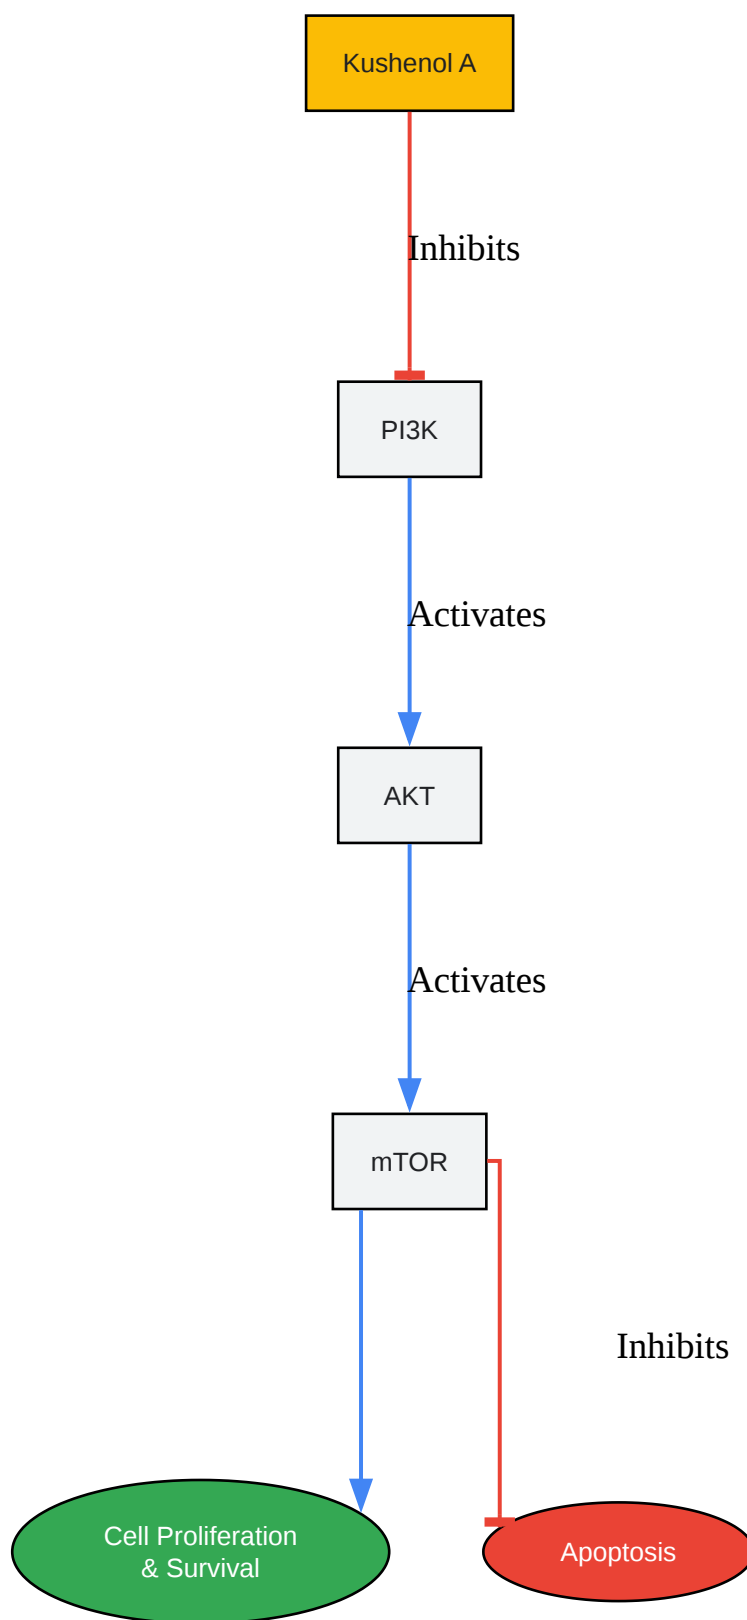 Kushenol A
Inhibits
PI3K
Activates
AKT
Activates
mTOR
Inhibits
Cell Proliferation
& Survival
Apoptosis